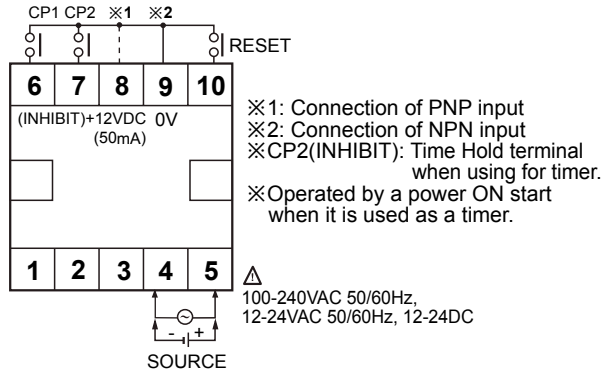 CP1 CP2 ※1 ※2
RESET
6 7 8 9 10
(INHIBIT)+12VDC 0V
(50mA)
※1: Connection of PNP input
※2: Connection of NPN input
※CP2(INHIBIT): Time Hold terminal
when using for timer.
※Operated by a power ON start
when it is used as a timer.
1 2 3 4 5
⚠
100-240VAC 50/60Hz,
12-24VAC 50/60Hz, 12-24DC
- +
SOURCE